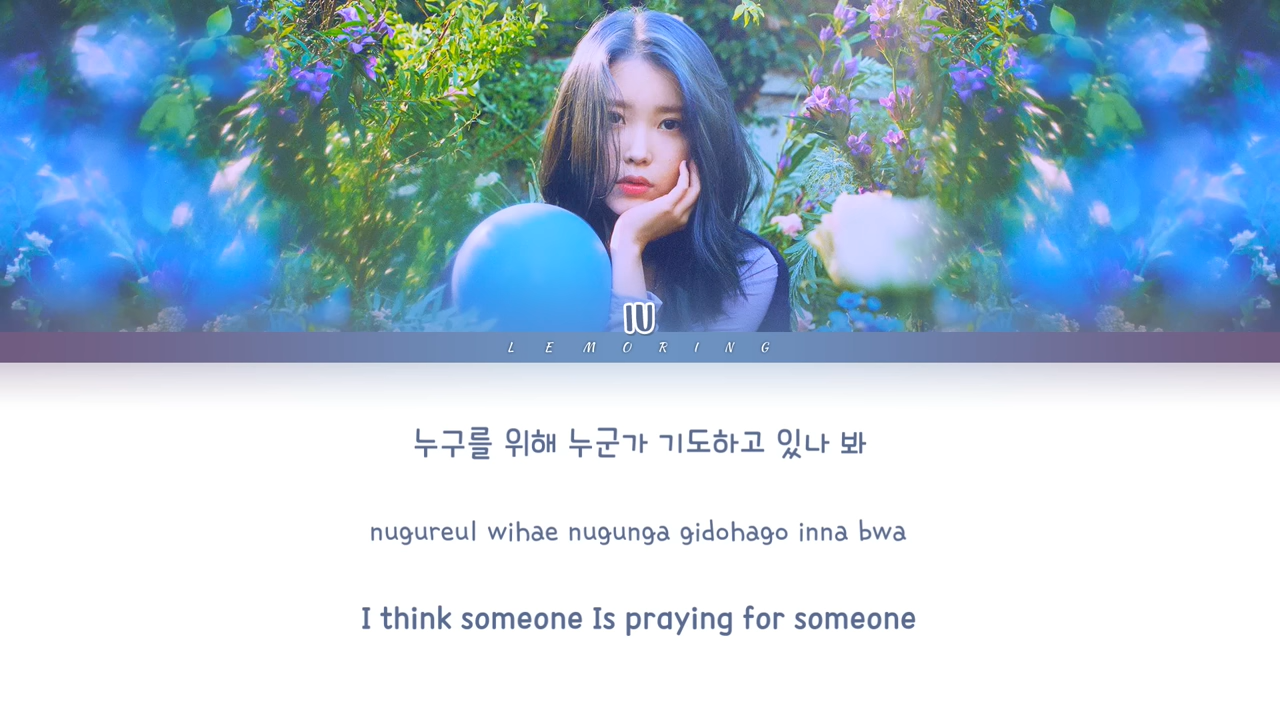 IU
LEMORING
누구를 위해 누군가 기도하고 있나 봐
nugureul wihae nugunga gidohago inna bwa
I think someone Is praying for someone